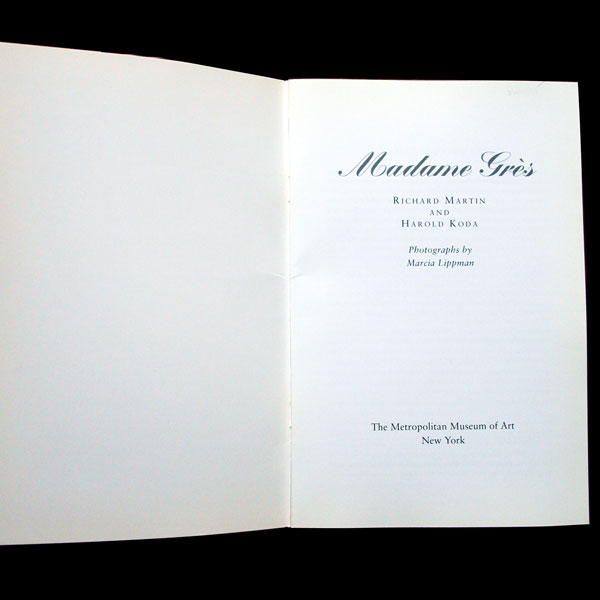 Madame Grès
RICHARD MARTIN
AND
HAROLD KODA
Photographs by
Marcia Lippman
The Metropolitan Museum of Art
New York